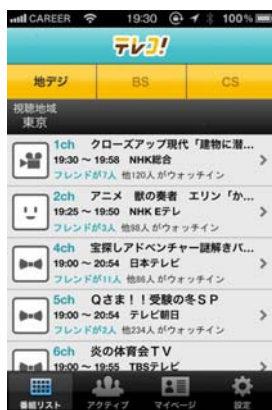 CAREER 19:30 100%
テレコ!
地デジ BS CS
視聴地域
東京
1ch クローズアップ現代「建物に潜...
19:30 ～ 19:58 NHK総合
フレンドが7人 他120人がウォッチイン
2ch アニメ 獣の奏者 エリン「か...
19:25 ～ 19:50 NHK Eテレ
フレンドが3人 他98人がウォッチイン
4ch 宝探しアドベンチャー謎解きバ...
19:00 ～ 20:54 日本テレビ
フレンドが11人 他86人がウォッチイン
5ch Qさま！！受験の冬ＳＰ
19:00 ～ 20:54 テレビ朝日
フレンドが2人 他234人がウォッチイン
6ch 炎の体育会ＴＶ
19:00 ～ 19:55 TBSテレビ
番組リスト アクティブ マイページ 設定